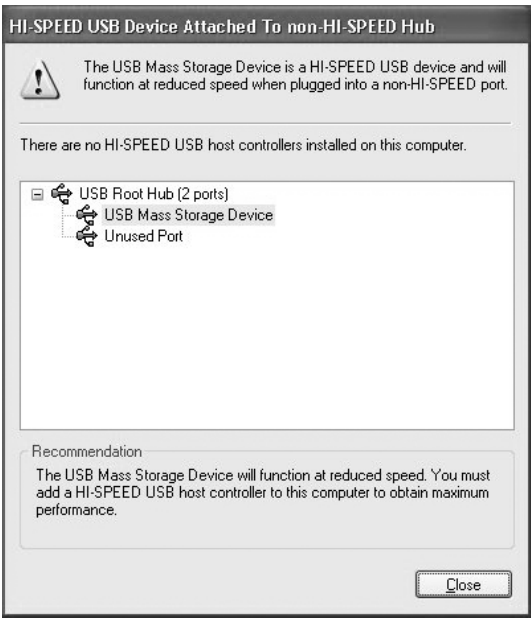 HI-SPEED USB Device Attached To non-HI-SPEED Hub
The USB Mass Storage Device is a HI-SPEED USB device and will
function at reduced speed when plugged into a non-HI-SPEED port.
There are no HI-SPEED USB host controllers installed on this computer.
USB Root Hub (2 ports)
USB Mass Storage Device
Unused Port
Recommendation
The USB Mass Storage Device will function at reduced speed. You must
add a HI-SPEED USB host controller to this computer to obtain maximum
performance.
Close